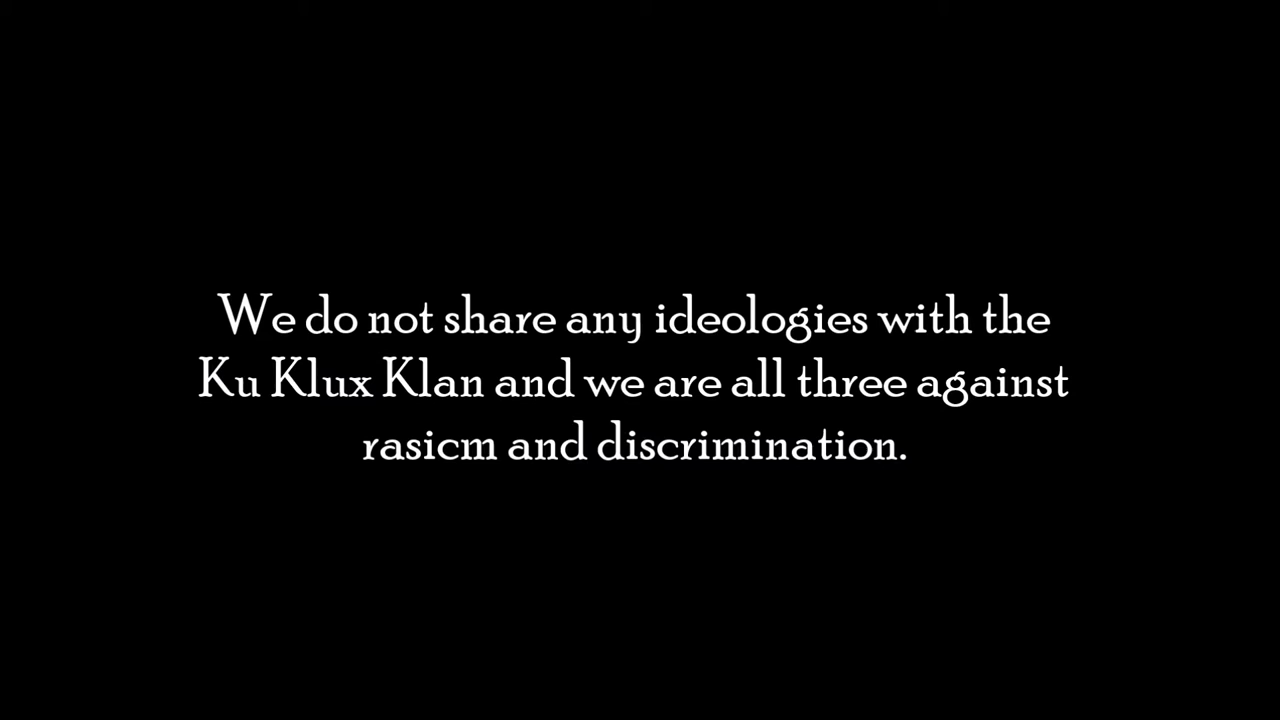 We do not share any ideologies with the
Ku Klux Klan and we are all three against
rasicm and discrimination.